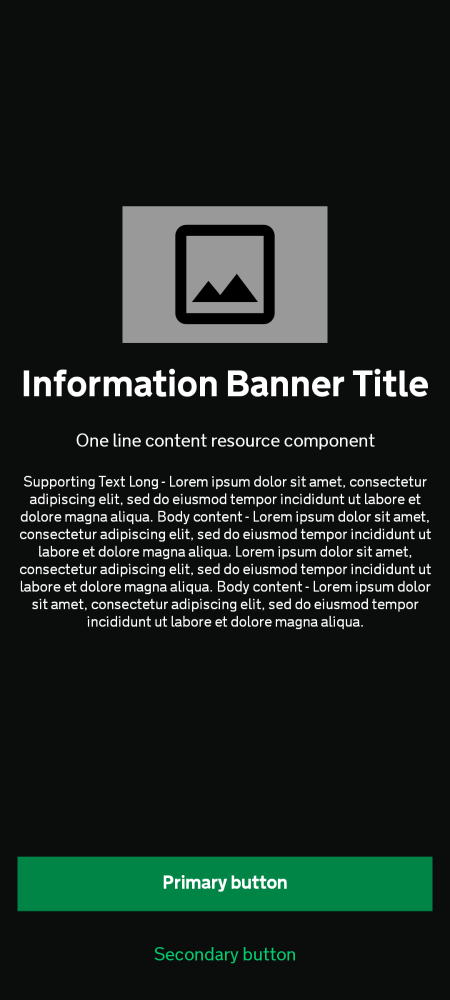 Information Banner Title
One line content resource component
Supporting Text Long - Lorem ipsum dolor sit amet, consectetur
adipiscing elit, sed do eiusmod tempor incididunt ut labore et
dolore magna aliqua. Body content - Lorem ipsum dolor sit amet,
consectetur adipiscing elit, sed do eiusmod tempor incididunt ut
labore et dolore magna aliqua. Lorem ipsum dolor sit amet,
consectetur adipiscing elit, sed do eiusmod tempor incididunt ut
labore et dolore magna aliqua. Body content - Lorem ipsum dolor
sit amet, consectetur adipiscing elit, sed do eiusmod tempor
incididunt ut labore et dolore magna aliqua.
Primary button
Secondary button